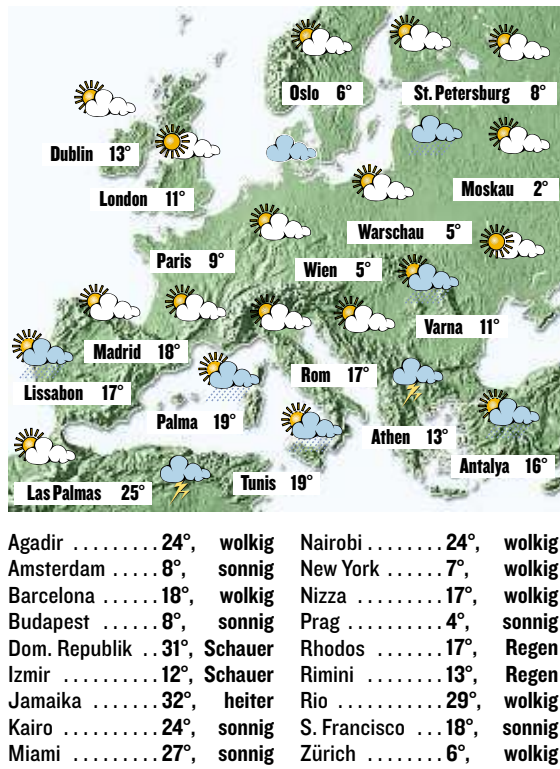 Oslo 6°
St. Petersburg 8°
Dublin 13°
Moskau 2°
London 11°
Warschau 5°
Paris 9°
Wien 5°
Varna 11°
Madrid 18°
Rom 17°
Lissabon 17°
Palma 19°
Athen 13°
Antalya 16°
Las Palmas 25°
Tunis 19°
Agadir ......... 24°, wolkig
Amsterdam ..... 8°, sonnig
Barcelona ...... 18°, wolkig
Budapest ...... 8°, sonnig
Dom. Republik .. 31°, Schauer
Izmir .......... 12°, Schauer
Jamaika ........ 32°, heiter
Kairo .......... 24°, sonnig
Miami ......... 27°, sonnig
Nairobi ........ 24°, wolkig
New York ...... 7°, wolkig
Nizza ......... 17°, wolkig
Prag .......... 4°, sonnig
Rhodos ........ 17°, Regen
Rimini ......... 13°, Regen
Rio ........... 29°, wolkig
S. Francisco ... 18°, sonnig
Zürich ........ 6°, wolkig